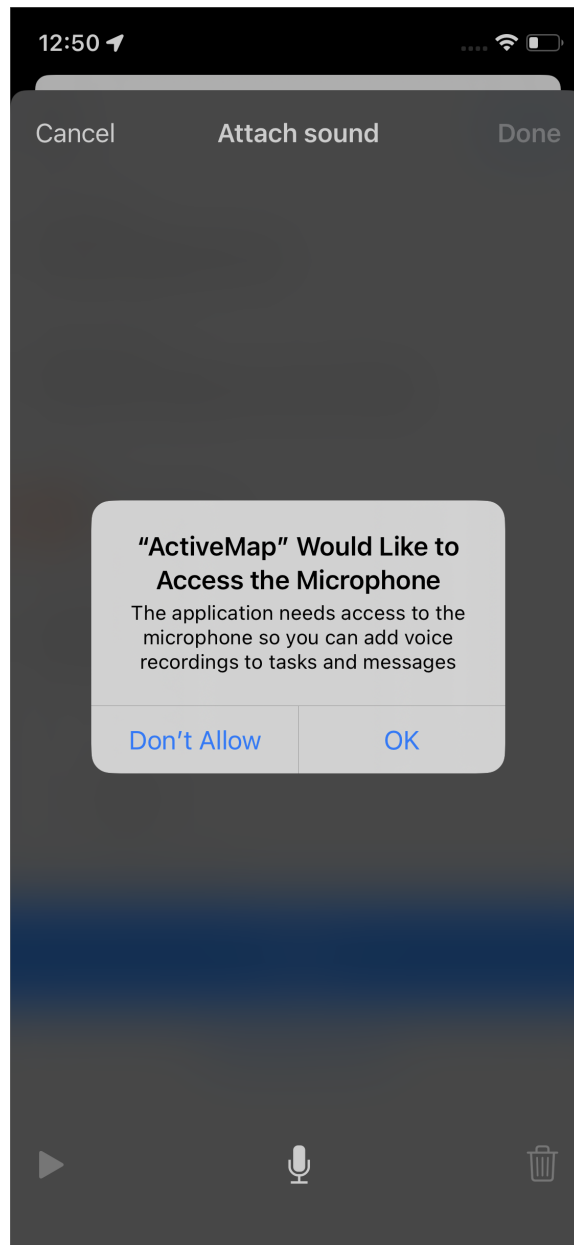 12:50
Cancel Attach sound Done
“ActiveMap” Would Like to
Access the Microphone
The application needs access to the
microphone so you can add voice
recordings to tasks and messages
Don’t Allow OK